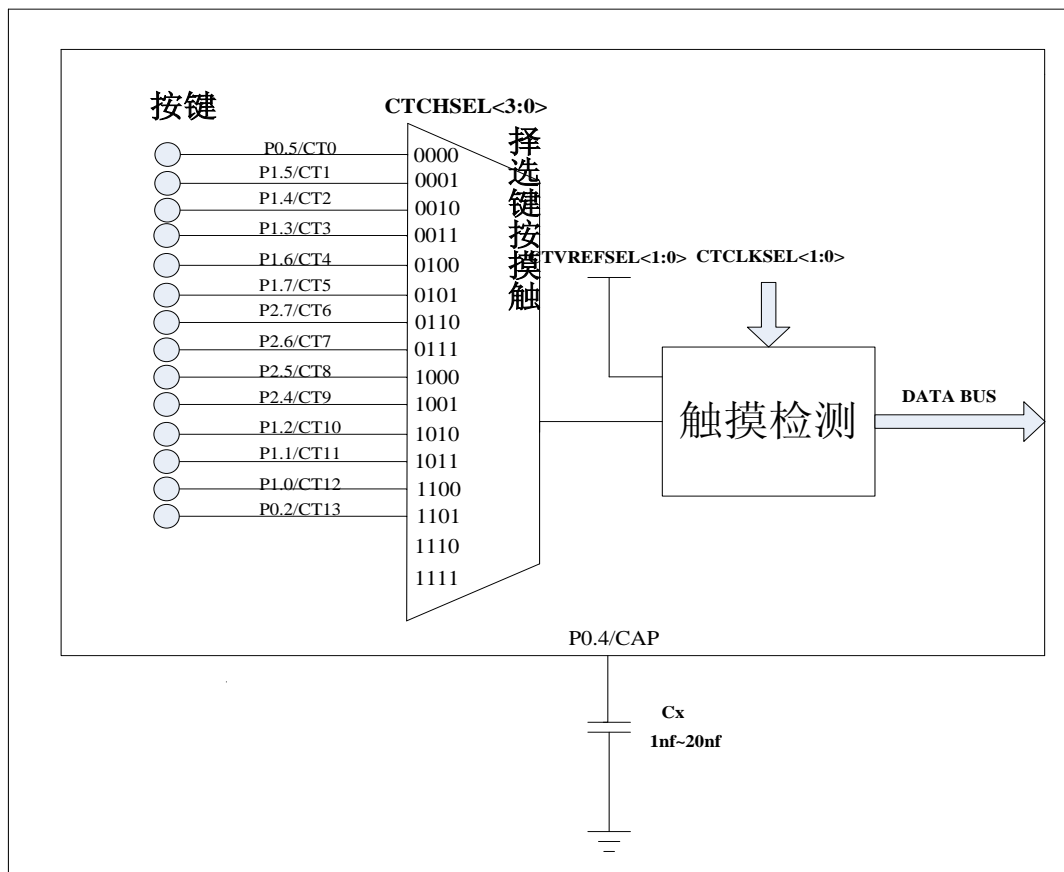 按键
CTCHSEL<3:0>
P0.5/CT0
0000
P1.5/CT1
0001
P1.4/CT2
0010
P1.3/CT3
0011
P1.6/CT4
0100
P1.7/CT5
0101
P2.7/CT6
0110
P2.6/CT7
0111
P2.5/CT8
1000
P2.4/CT9
1001
P1.2/CT10
1010
P1.1/CT11
1011
P1.0/CT12
1100
P0.2/CT13
1101
1110
1111
择选键按摸触
TVREFSEL<1:0>
CTCLKSEL<1:0>
触摸检测
DATA BUS
P0.4/CAP
Cx
1nf~20nf